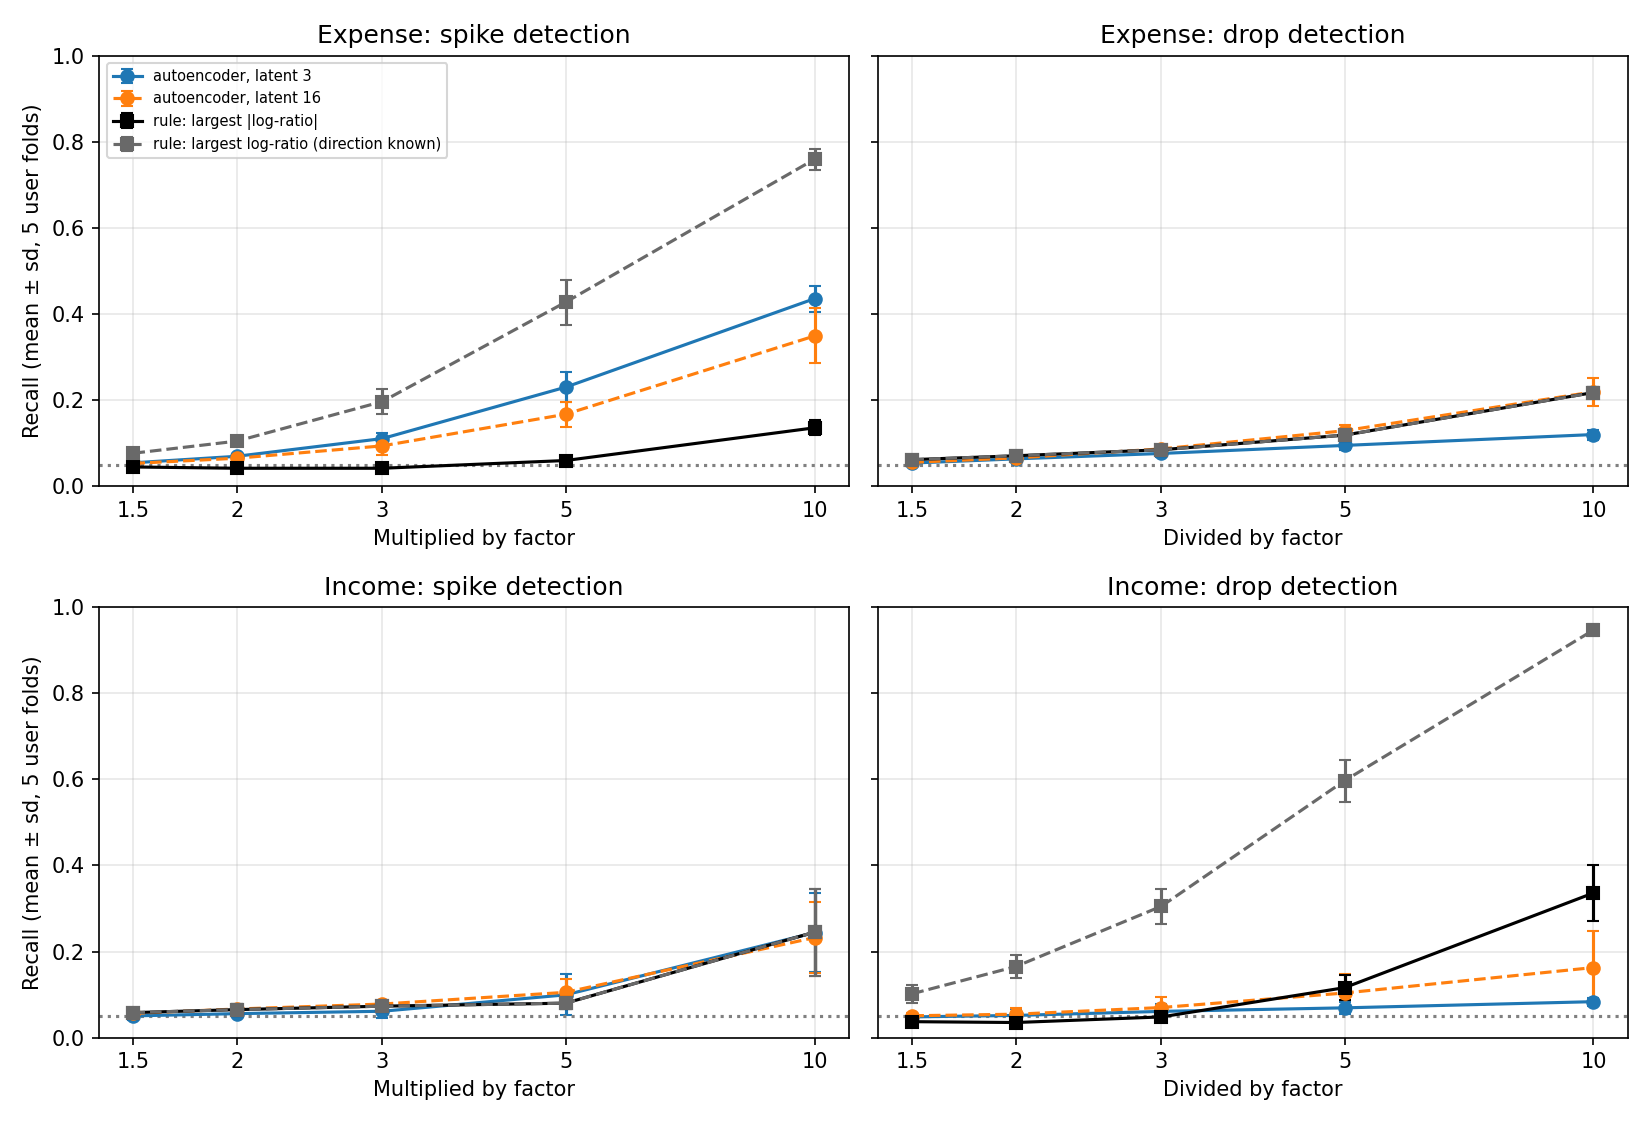 Expense: spike detection
Expense: drop detection
Recall (mean ± sd, 5 user folds)
1.0
0.8
0.6
0.4
0.2
0.0
autoencoder, latent 3
autoencoder, latent 16
rule: largest |log-ratio|
rule: largest log-ratio (direction known)
1.5 2 3 5 10
1.5 2 3 5 10
Multiplied by factor
Divided by factor
Income: spike detection
Income: drop detection
Recall (mean ± sd, 5 user folds)
1.0
0.8
0.6
0.4
0.2
0.0
1.5 2 3 5 10
1.5 2 3 5 10
Multiplied by factor
Divided by factor